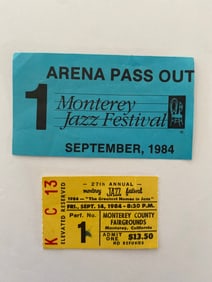 ARENA PASS OUT
1
Monterey
Jazz Festival
SEPTEMBER, 1984
K C 13
ELEVATED RESERVED
– 27th ANNUAL –
monterey JAZZ festival
1984 — "The Greatest Names in Jazz"
FRI., SEPT. 14, 1984 - 8:30 P.M.
Perf. No.
1
MONTEREY COUNTY
FAIRGROUNDS
Monterey, California
ADMIT
ONE
$13.50
NO REFUNDS